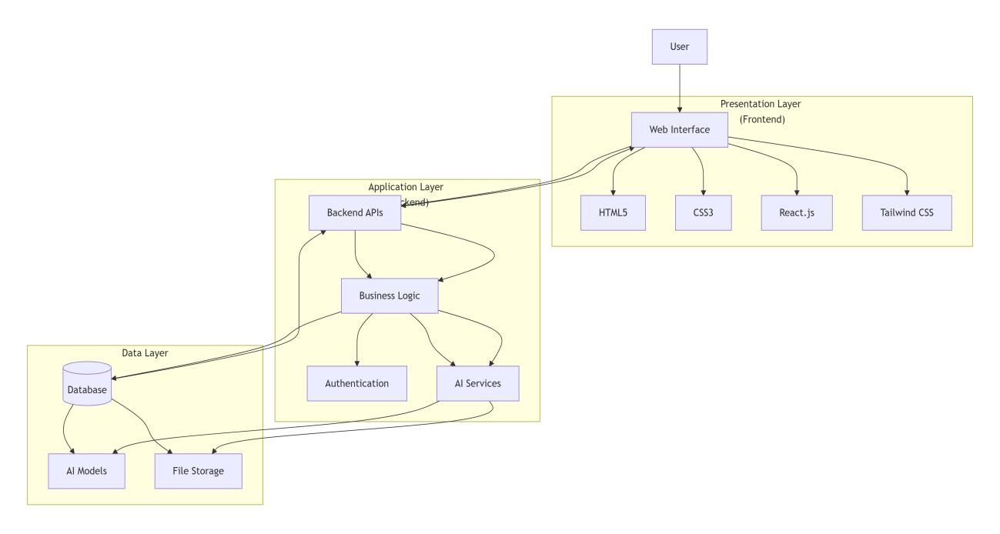 User
Presentation Layer
(Frontend)
Web Interface
HTML5
CSS3
React.js
Tailwind CSS
Application Layer
ckend)
Backend APIs
Business Logic
Authentication
AI Services
Data Layer
Database
AI Models
File Storage